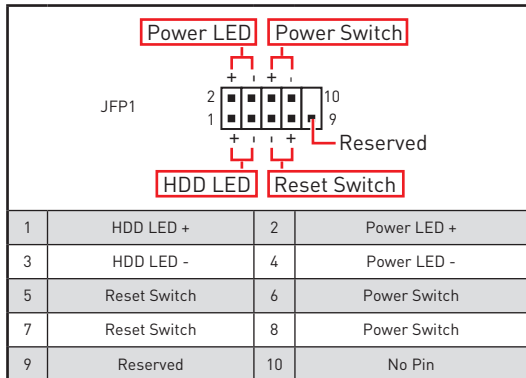 Power LED Power Switch
+ - + -
JFP1
2 10
1 9
+ - - +
Reserved
HDD LED Reset Switch
1 HDD LED + 2 Power LED +
3 HDD LED - 4 Power LED -
5 Reset Switch 6 Power Switch
7 Reset Switch 8 Power Switch
9 Reserved 10 No Pin